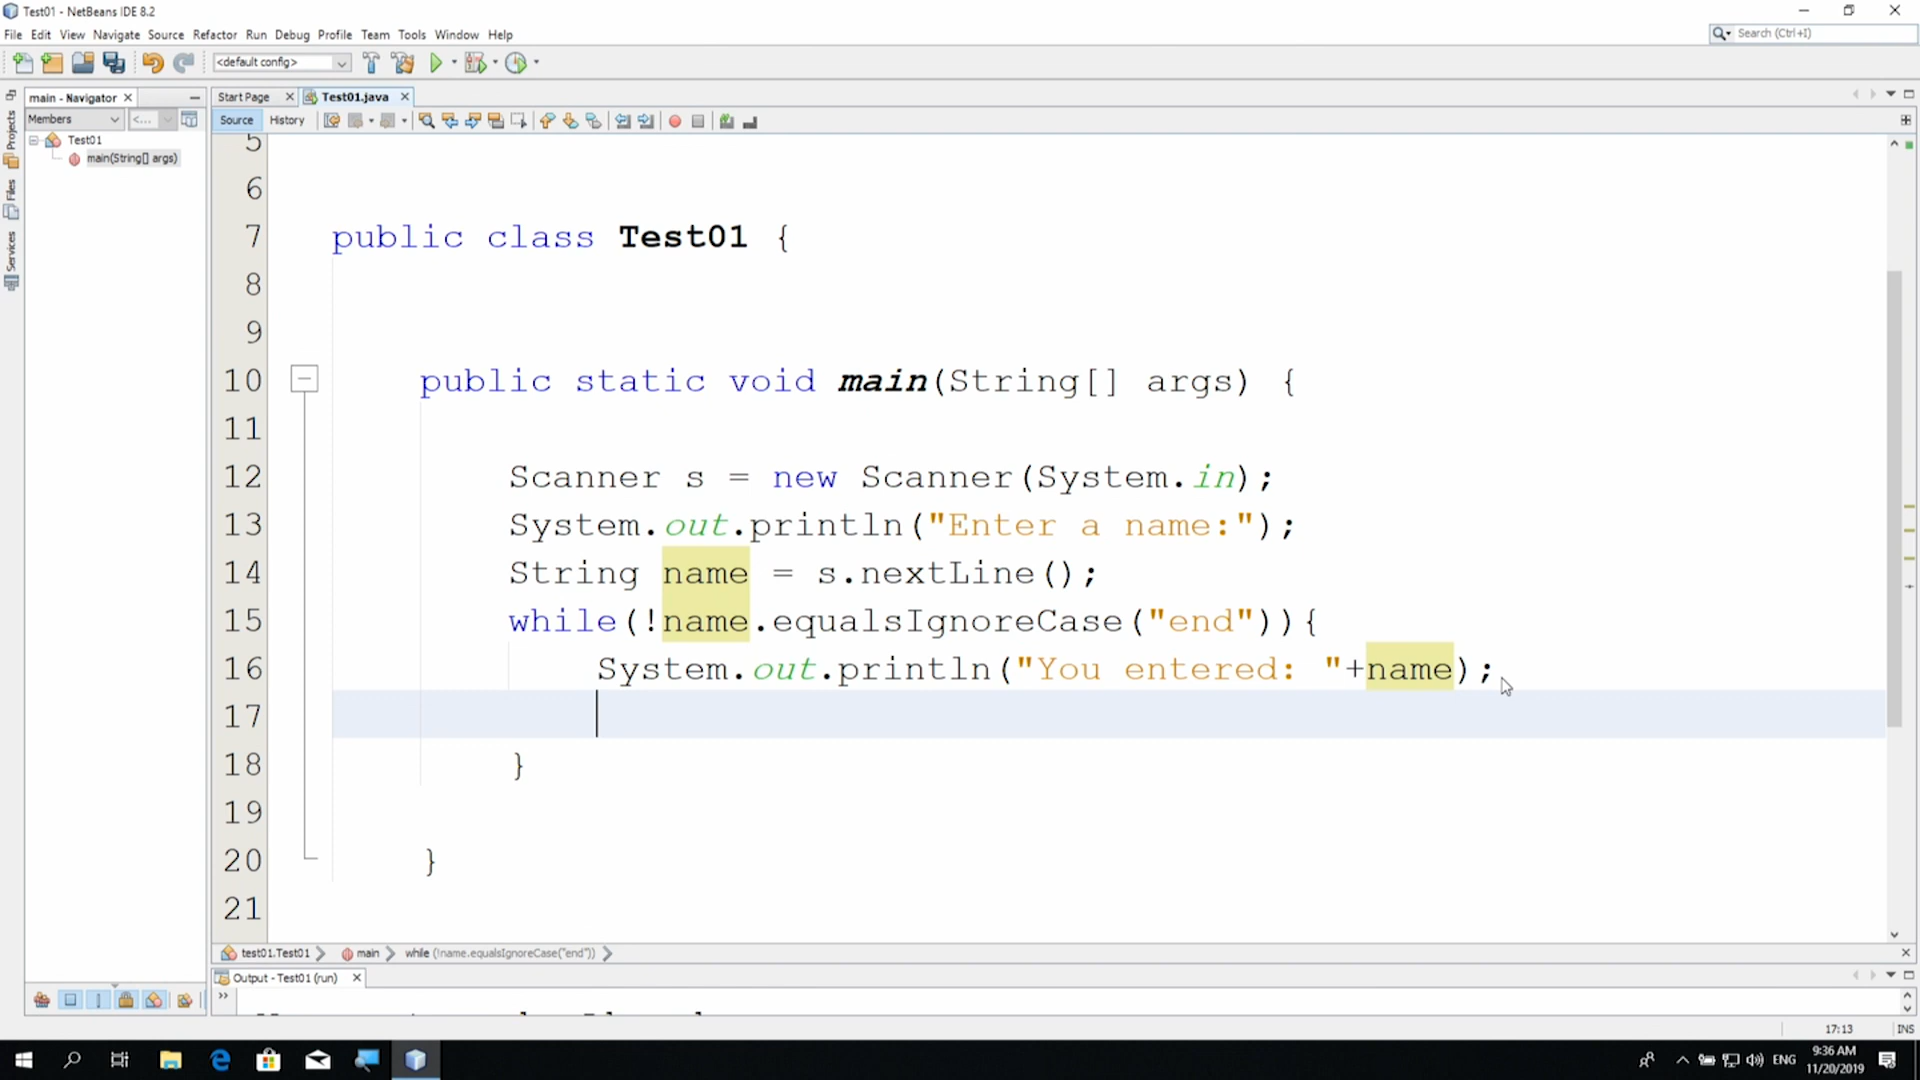 Test01 - NetBeans IDE 8.2
File Edit View Navigate Source Refactor Run Debug Profile Team Tools Window Help
Search (Ctrl+I)
<default config>
main - Navigator
Members
<...
Test01
main(String[] args)
Projects
Files
Services
Start Page
Test01.java
Source History
5
6
7 public class Test01 {
8
9
10 public static void main(String[] args) {
11
12 Scanner s = new Scanner(System.in);
13 System.out.println("Enter a name:");
14 String name = s.nextLine();
15 while(!name.equalsIgnoreCase("end")){
16 System.out.println("You entered: "+name);
17
18 }
19
20 }
21
test01.Test01 main while (!name.equalsIgnoreCase("end"))
Output - Test01 (run)
17:13 INS
ENG
9:36 AM
11/20/2019